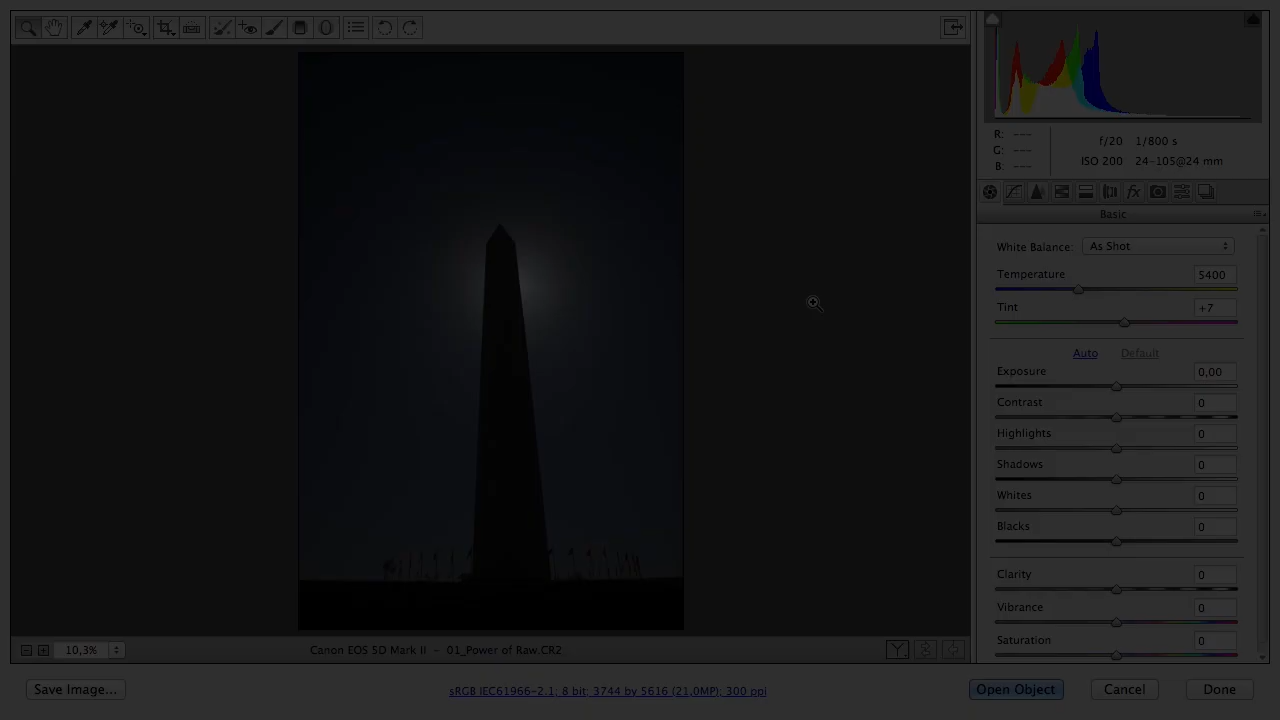 R: ---
G: ---
B: ---
f/20 1/800 s
ISO 200 24-105@24 mm
fx
Basic
White Balance: As Shot
Temperature 5400
Tint +7
Auto Default
Exposure 0,00
Contrast 0
Highlights 0
Shadows 0
Whites 0
Blacks 0
Clarity 0
Vibrance 0
Saturation 0
10,3% Canon EOS 5D Mark II - 01_Power of Raw.CR2 Y
Save Image... sRGB IEC61966-2.1; 8 bit; 3744 by 5616 (21,0MP); 300 ppi Open Object Cancel Done